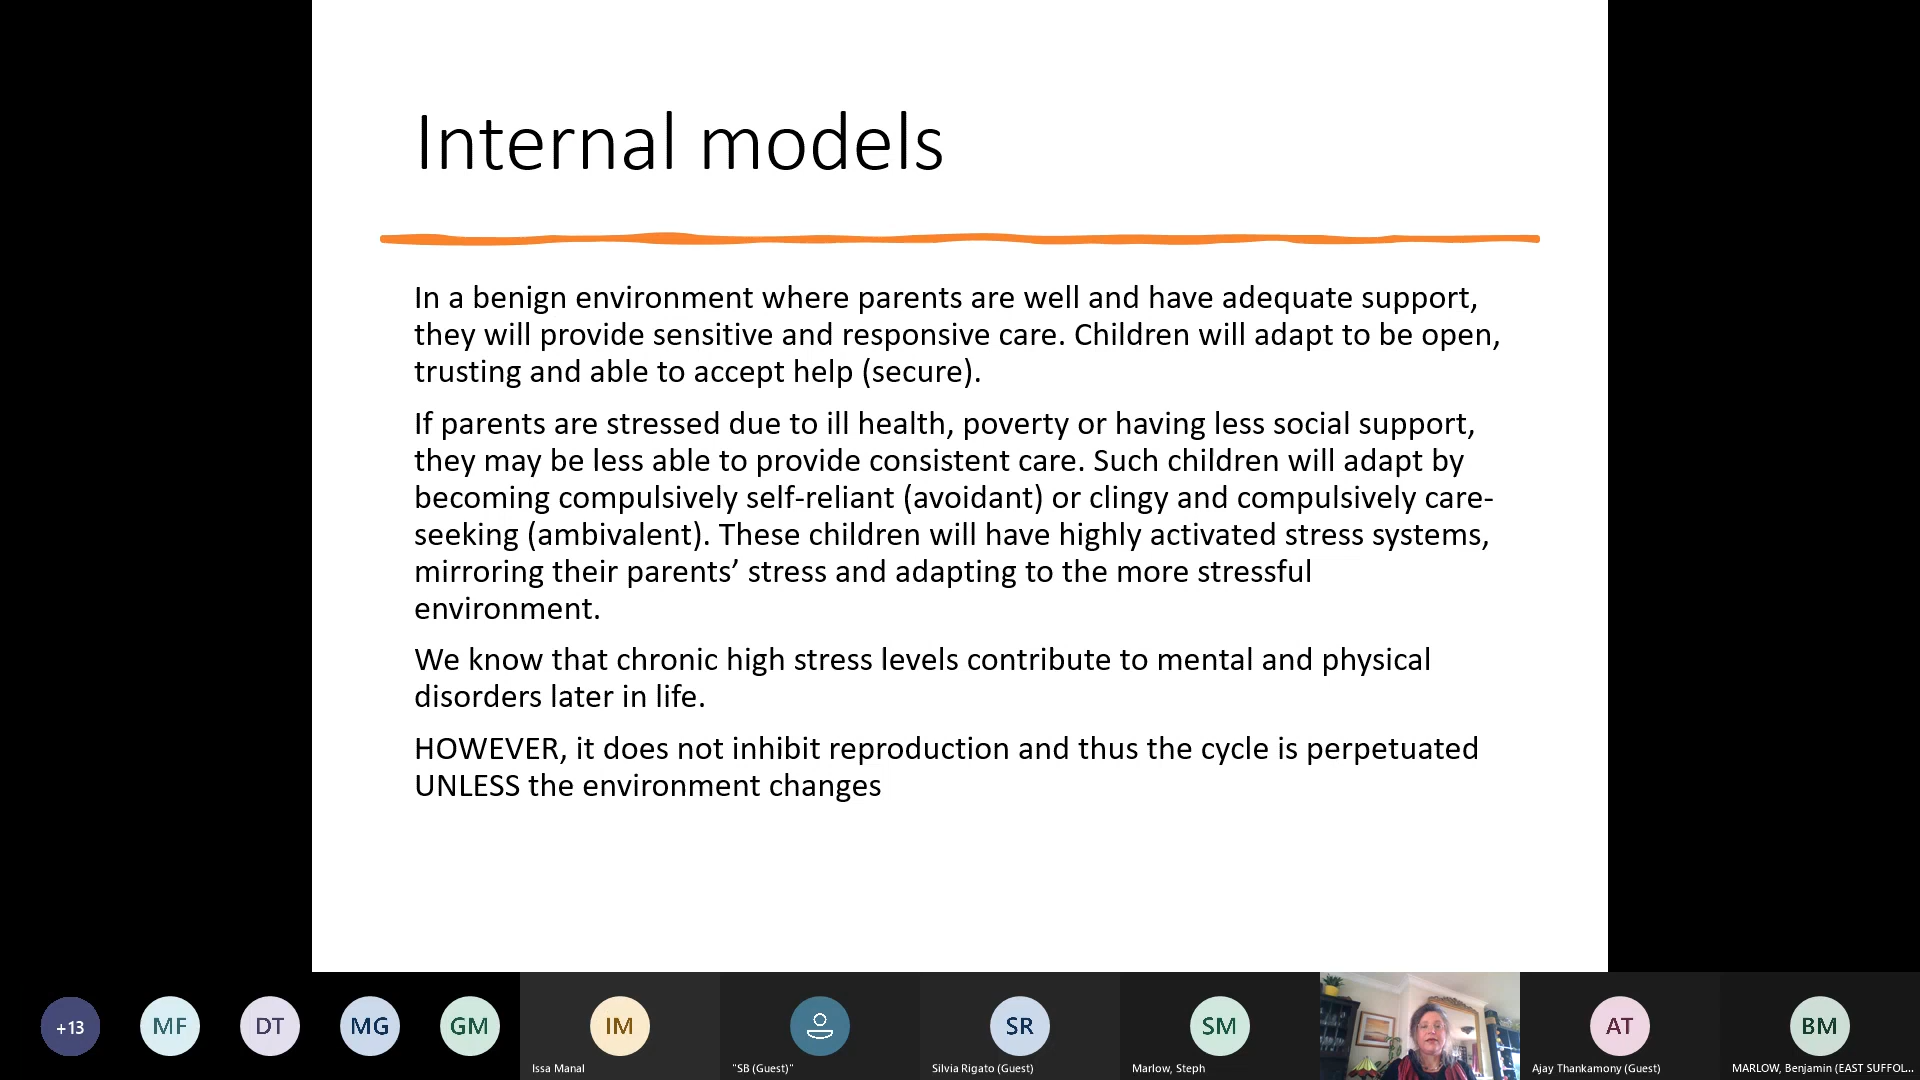 Internal models
In a benign environment where parents are well and have adequate support,
they will provide sensitive and responsive care. Children will adapt to be open,
trusting and able to accept help (secure).
If parents are stressed due to ill health, poverty or having less social support,
they may be less able to provide consistent care. Such children will adapt by
becoming compulsively self-reliant (avoidant) or clingy and compulsively care-
seeking (ambivalent). These children will have highly activated stress systems,
mirroring their parents’ stress and adapting to the more stressful
environment.
We know that chronic high stress levels contribute to mental and physical
disorders later in life.
HOWEVER, it does not inhibit reproduction and thus the cycle is perpetuated
UNLESS the environment changes
+13
MF
DT
MG
GM
IM
Issa Manal
"SB (Guest)"
SR
Silvia Rigato (Guest)
SM
Marlow, Steph
AT
Ajay Thankamony (Guest)
BM
MARLOW, Benjamin (EAST SUFFOL...